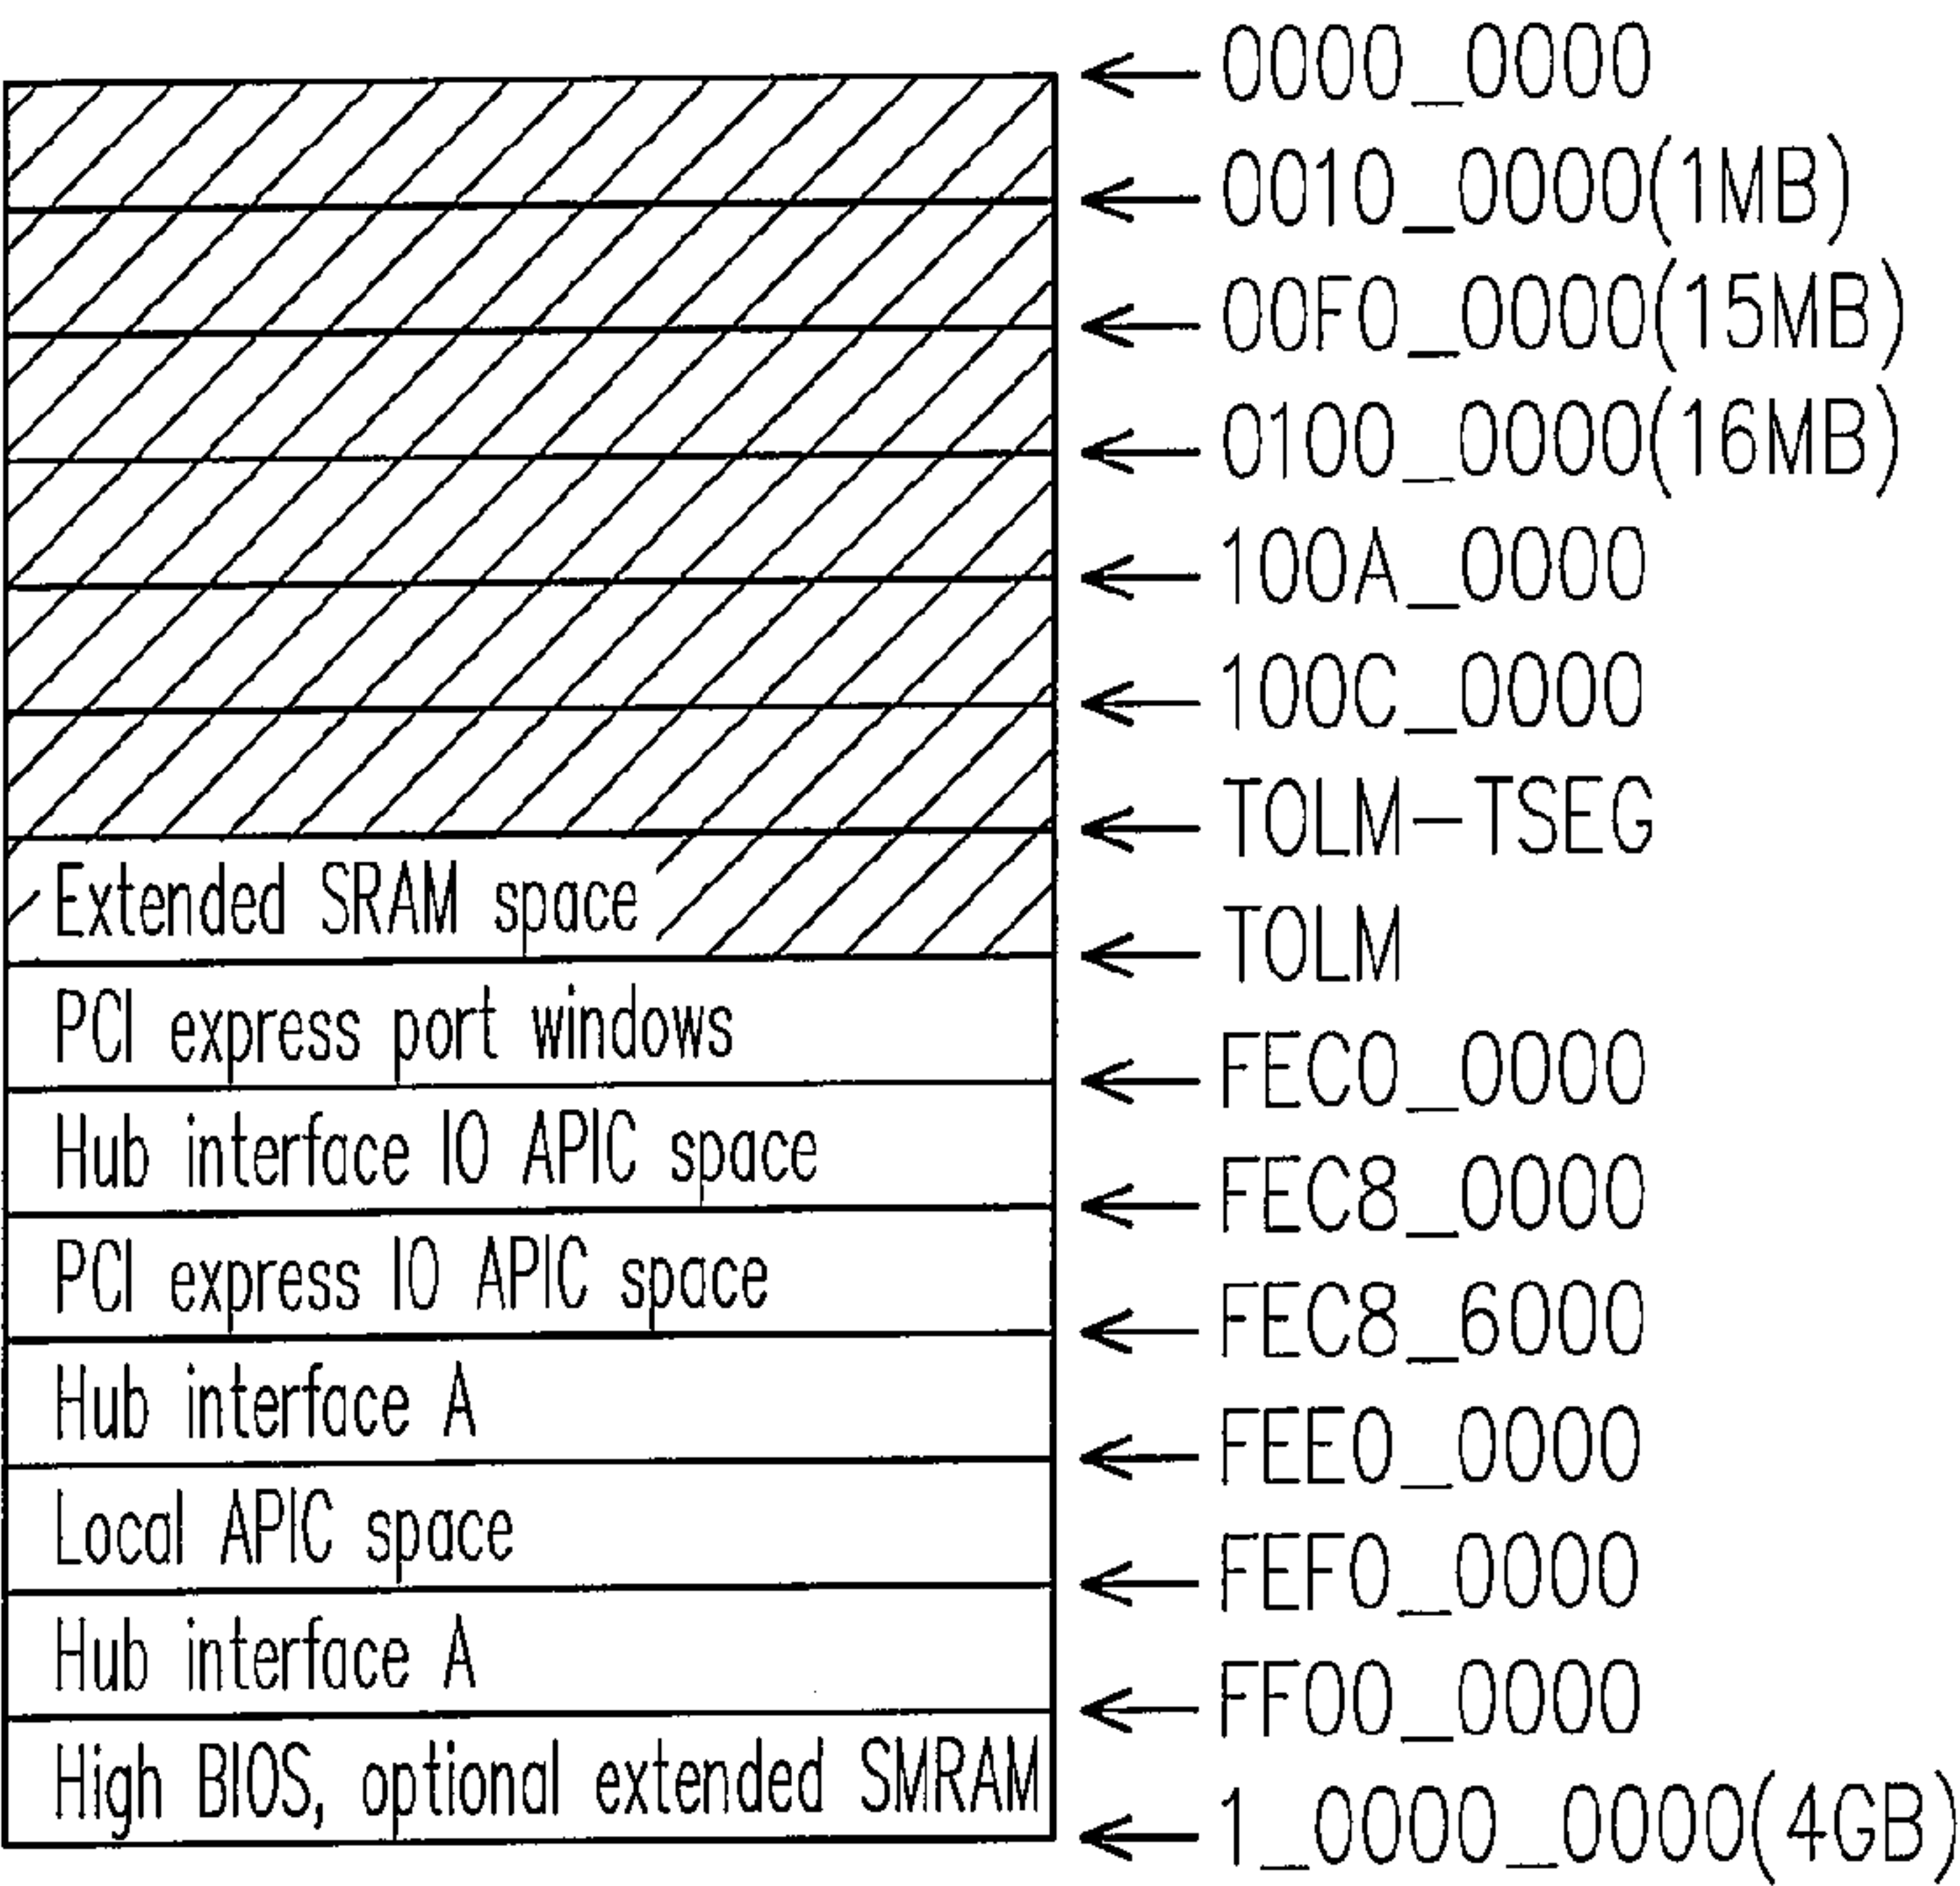 0000_0000
0010_0000(1MB)
00F0_0000(15MB)
0100_0000(16MB)
100A_0000
100C_0000
TOLM-TSEG
Extended SRAM space
TOLM
PCI express port windows
FEC0_0000
Hub interface IO APIC space
FEC8_0000
PCI express IO APIC space
FEC8_6000
Hub interface A
FEE0_0000
Local APIC space
FEF0_0000
Hub interface A
FF00_0000
High BIOS, optional extended SMRAM
1_0000_0000(4GB)